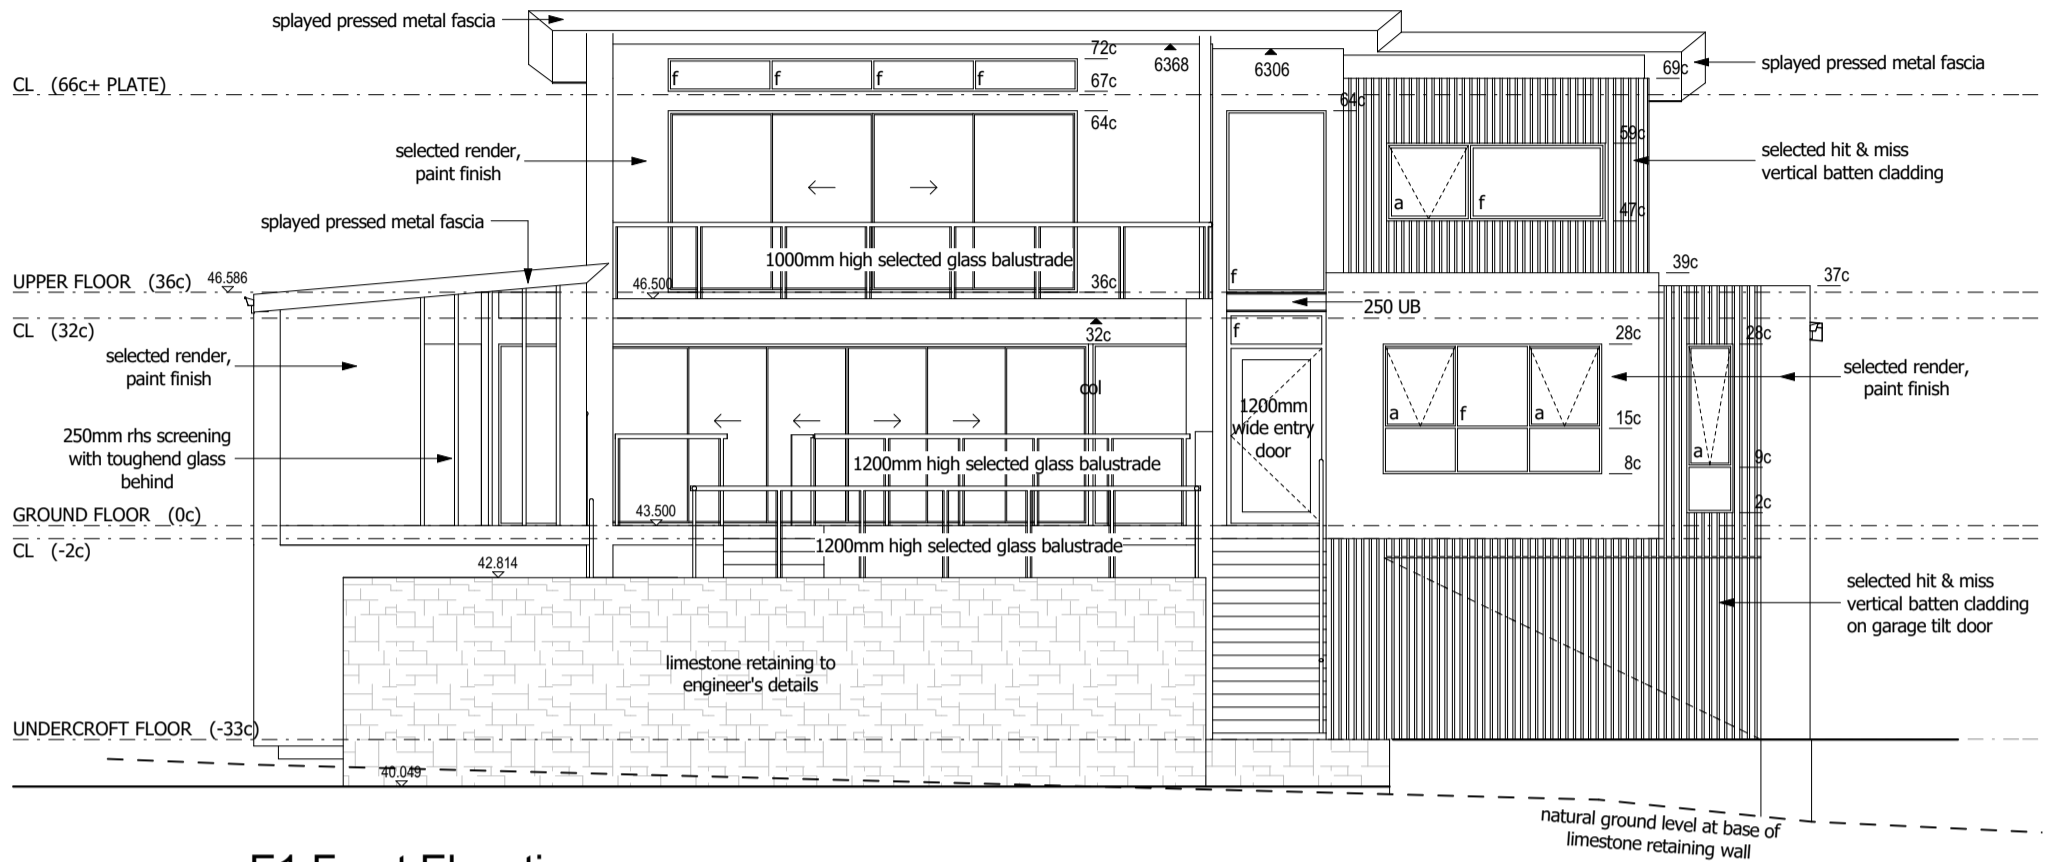 splayed pressed metal fascia
72c
6368
6306
67c
69c
splayed pressed metal fascia
CL (66c+ PLATE)
f
f
f
f
64c
64c
selected render,
paint finish
59c
selected hit & miss
vertical batten cladding
a
f
47c
splayed pressed metal fascia
1000mm high selected glass balustrade
39c
37c
UPPER FLOOR (36c)
46.586
46.500
36c
f
250 UB
CL (32c)
32c
f
28c
28c
selected render,
paint finish
col
selected render,
paint finish
1200mm
wide entry
door
a
f
a
15c
250mm rhs screening
with toughend glass
behind
1200mm high selected glass balustrade
8c
a
9c
2c
GROUND FLOOR (0c)
43.500
CL (-2c)
1200mm high selected glass balustrade
42.814
selected hit & miss
vertical batten cladding
on garage tilt door
limestone retaining to
engineer's details
UNDERCROFT FLOOR (-33c)
40.049
natural ground level at base of
limestone retaining wall